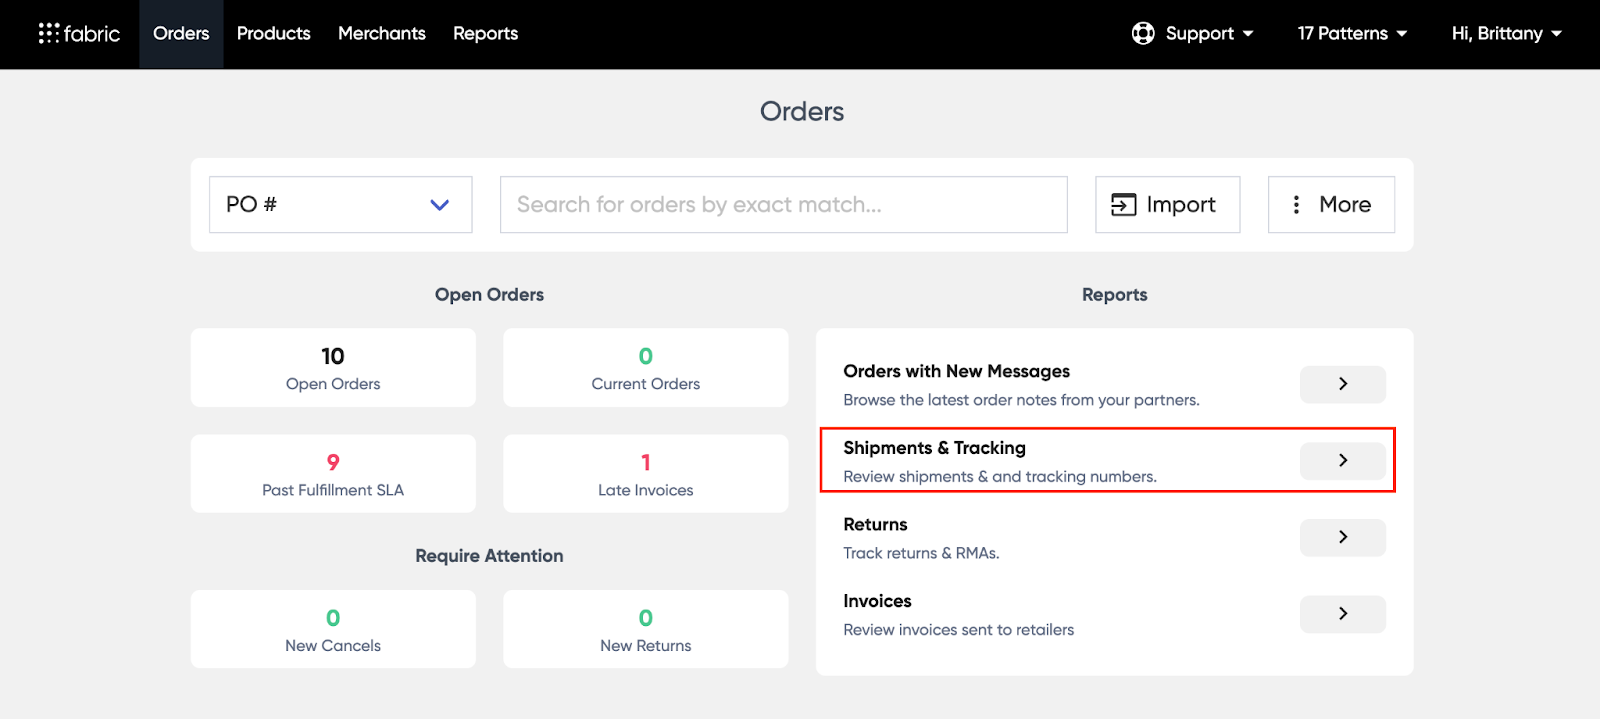 fabric Orders Products Merchants Reports Support 17 Patterns Hi, Brittany
Orders
PO # Search for orders by exact match... Import More
Open Orders
10
Open Orders
0
Current Orders
9
Past Fulfillment SLA
1
Late Invoices
Require Attention
0
New Cancels
0
New Returns
Reports
Orders with New Messages
Browse the latest order notes from your partners.
Shipments & Tracking
Review shipments & and tracking numbers.
Returns
Track returns & RMAs.
Invoices
Review invoices sent to retailers